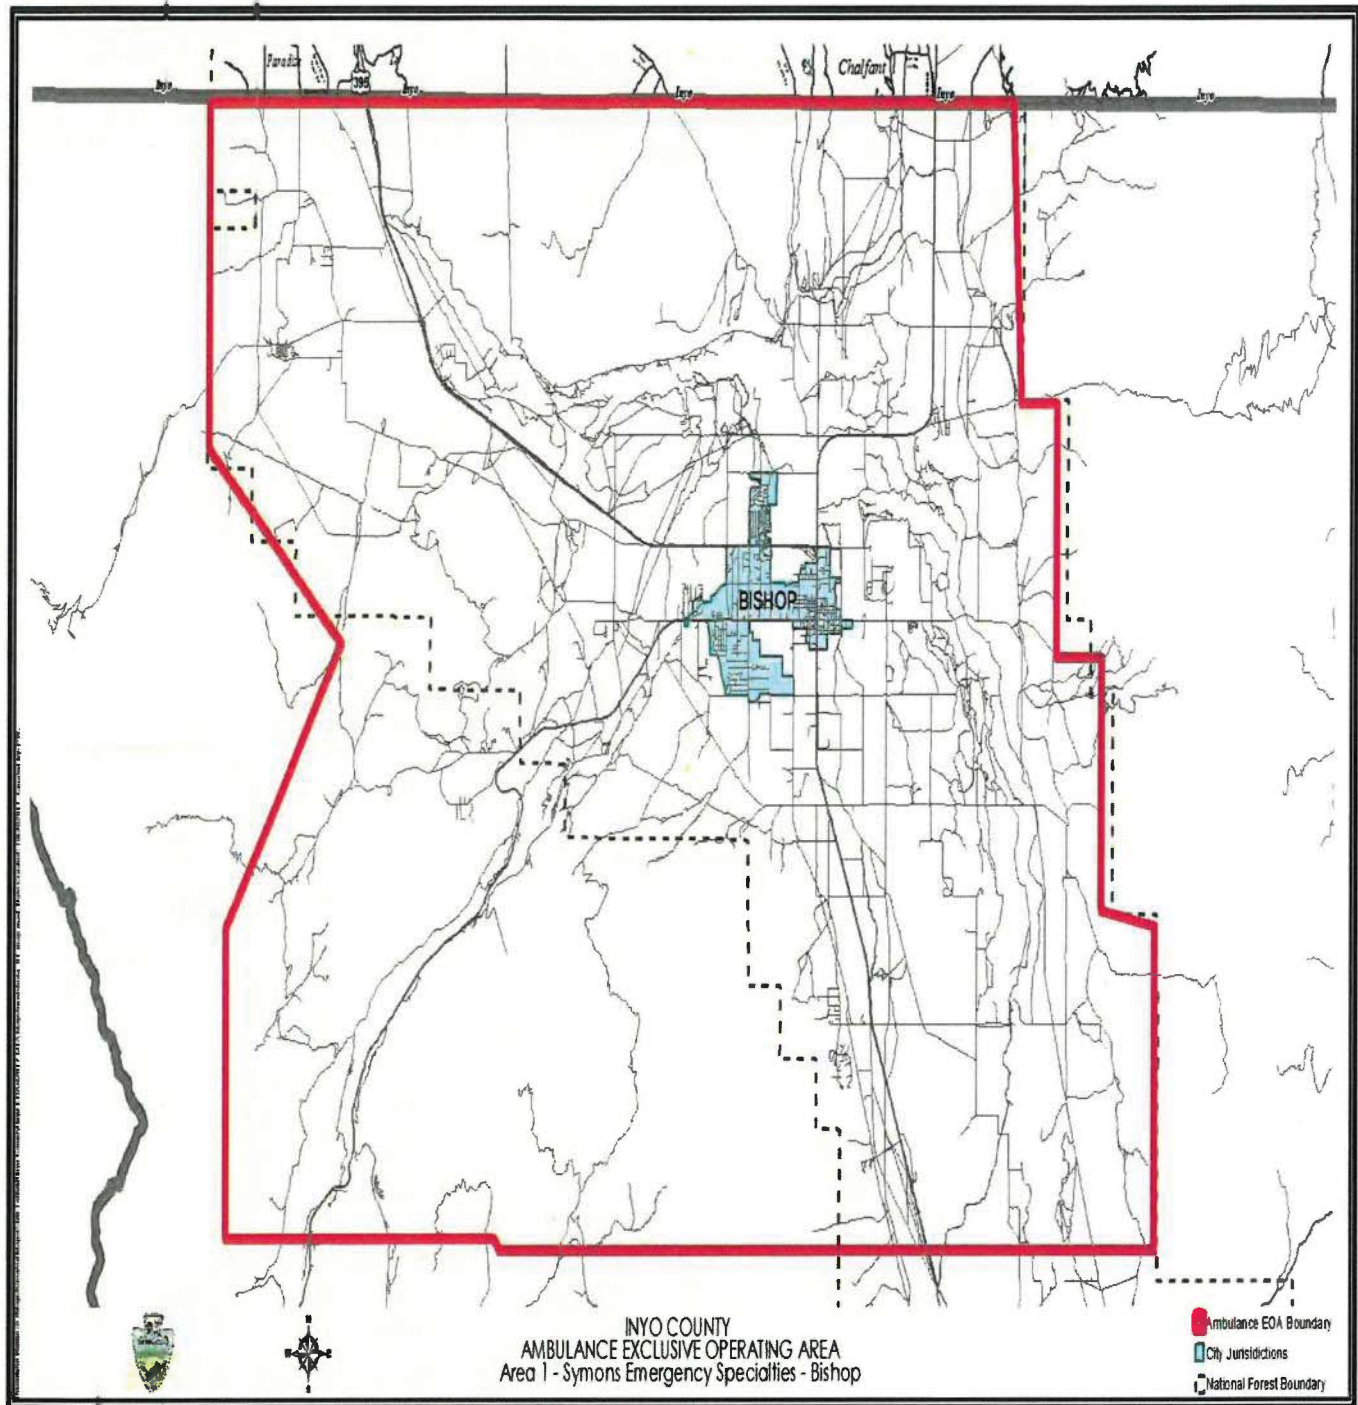 Paradise
395
Chalfant
Inyo
Inyo
Inyo
Inyo
Inyo
BISHOP
N
E
INYO COUNTY
AMBULANCE EXCLUSIVE OPERATING AREA
Area 1 - Symons Emergency Specialties - Bishop
Ambulance EOA Boundary
City Jurisidictions
National Forest Boundary